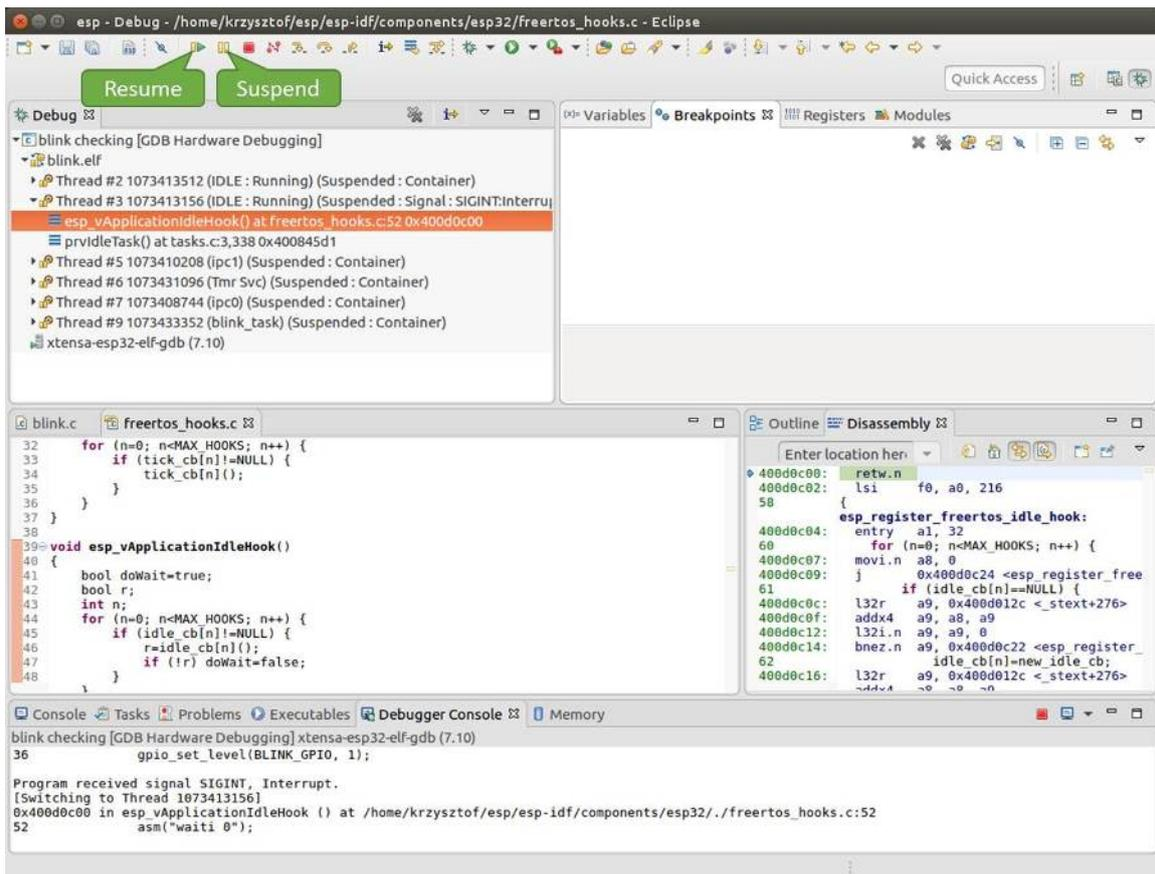 esp - Debug - /home/krzysztof/esp/esp-idf/components/esp32/freertos_hooks.c - Eclipse
Resume
Suspend
Quick Access
Debug
(x)= Variables
Breakpoints
Registers
Modules
blink checking [GDB Hardware Debugging]
blink.elf
Thread #2 1073413512 (IDLE : Running) (Suspended : Container)
Thread #3 1073413156 (IDLE : Running) (Suspended : Signal : SIGINT:Interru
esp_vApplicationIdleHook() at freertos_hooks.c:52 0x400d0c00
prvIdleTask() at tasks.c:3,338 0x400845d1
Thread #5 1073410208 (ipc1) (Suspended : Container)
Thread #6 1073431096 (Tmr Svc) (Suspended : Container)
Thread #7 1073408744 (ipc0) (Suspended : Container)
Thread #9 1073433352 (blink_task) (Suspended : Container)
xtensa-esp32-elf-gdb (7.10)
blink.c
freertos_hooks.c
32 for (n=0; n<MAX_HOOKS; n++) {
33 if (tick_cb[n]!=NULL) {
34 tick_cb[n]();
35 }
36 }
37 }
38
39 void esp_vApplicationIdleHook()
40 {
41 bool doWait=true;
42 bool r;
43 int n;
44 for (n=0; n<MAX_HOOKS; n++) {
45 if (idle_cb[n]!=NULL) {
46 r=idle_cb[n]();
47 if (!r) doWait=false;
48 }
}
Outline
Disassembly
Enter location her
400d0c00: retw.n
400d0c02: lsi f0, a0, 216
58 {
esp_register_freertos_idle_hook:
400d0c04: entry a1, 32
60 for (n=0; n<MAX_HOOKS; n++) {
400d0c07: movi.n a8, 0
400d0c09: j 0x400d0c24 <esp_register_free
61 if (idle_cb[n]==NULL) {
400d0c0c: l32r a9, 0x400d012c <_stext+276>
400d0c0f: addx4 a9, a8, a9
400d0c12: l32i.n a9, a9, 0
400d0c14: bnez.n a9, 0x400d0c22 <esp_register_
62 idle_cb[n]=new_idle_cb;
400d0c16: l32r a9, 0x400d012c <_stext+276>
addx4 a8, a8, a9
Console
Tasks
Problems
Executables
Debugger Console
Memory
blink checking [GDB Hardware Debugging] xtensa-esp32-elf-gdb (7.10)
36 gpio_set_level(BLINK_GPIO, 1);
Program received signal SIGINT, Interrupt.
[Switching to Thread 1073413156]
0x400d0c00 in esp_vApplicationIdleHook () at /home/krzysztof/esp/esp-idf/components/esp32/./freertos_hooks.c:52
52 asm("waiti 0");